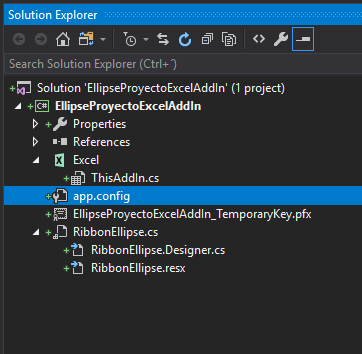 Solution Explorer
Search Solution Explorer (Ctrl+´)
Solution 'EllipseProyectoExcelAddIn' (1 project)
C# EllipseProyectoExcelAddIn
Properties
References
Excel
ThisAddIn.cs
app.config
EllipseProyectoExcelAddIn_TemporaryKey.pfx
RibbonEllipse.cs
RibbonEllipse.Designer.cs
RibbonEllipse.resx